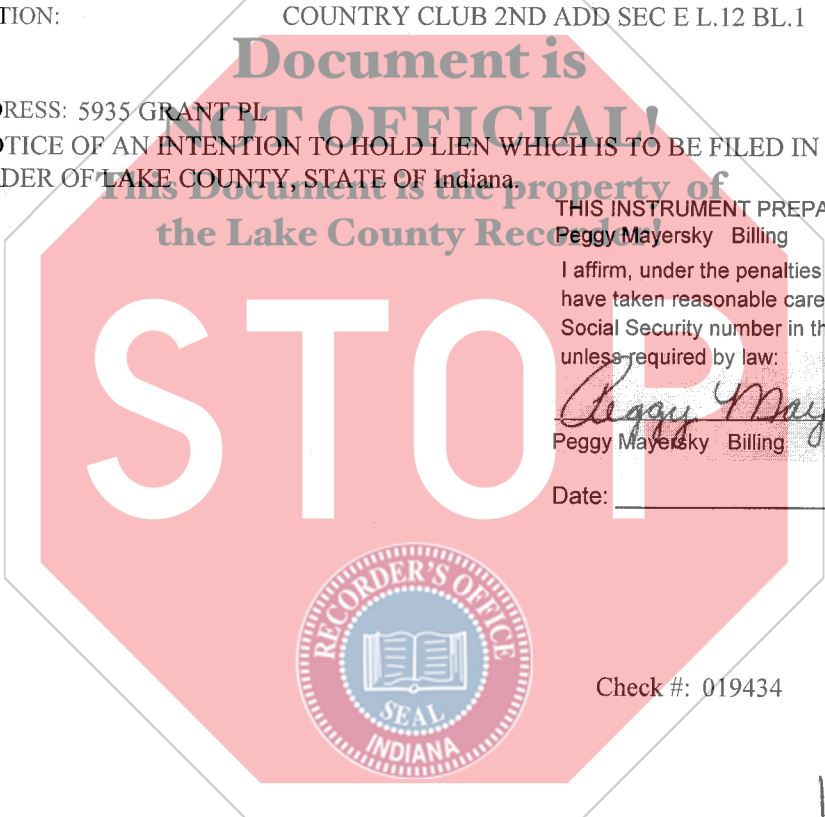 TION: COUNTRY CLUB 2ND ADD SEC E L.12 BL.1
Document is
DRESS: 5935 GRANT PL
NOT OFFICIAL!
OTICE OF AN INTENTION TO HOLD LIEN WHICH IS TO BE FILED IN
DER OF LAKE COUNTY, STATE OF Indiana.
This Document is the property of
THIS INSTRUMENT PREPA
the Lake County Recorder!
Peggy Mayersky Billing
I affirm, under the penalties
have taken reasonable care
Social Security number in th
unless required by law:
STOP
Peggy May
Peggy Mayersky Billing
Date:
RECORDER'S OFFICE
SEAL
INDIANA
Check #: 019434